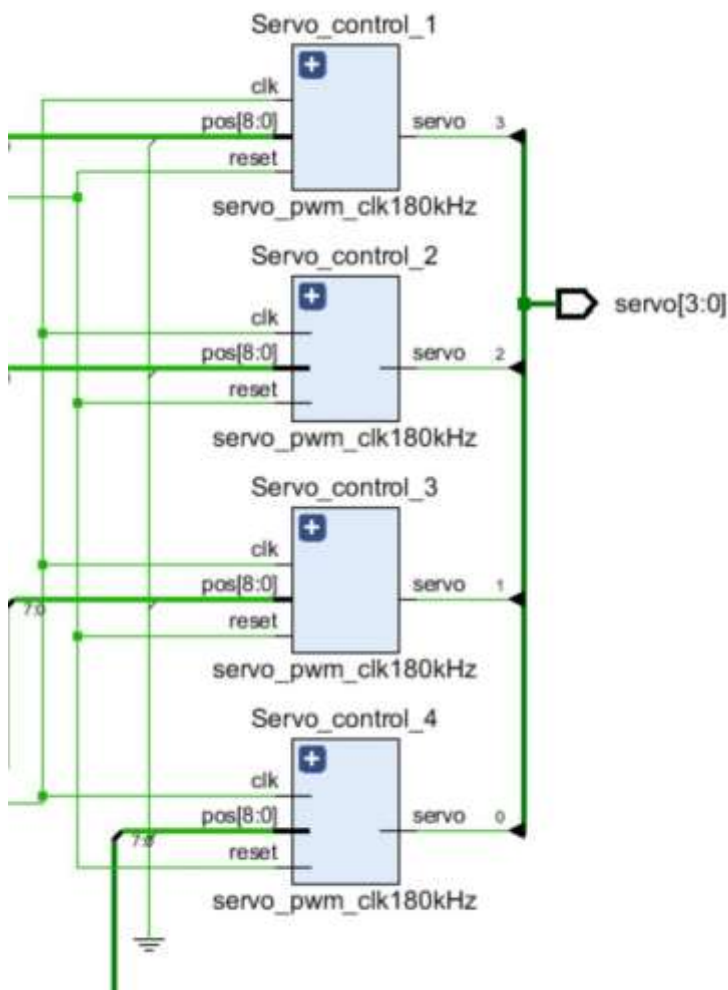 Servo_control_1
clk
pos[8:0]
servo 3
reset
servo_pwm_clk180kHz
Servo_control_2
clk
pos[8:0]
servo 2
reset
servo_pwm_clk180kHz
servo[3:0]
Servo_control_3
clk
pos[8:0]
servo 1
7:0
reset
servo_pwm_clk180kHz
Servo_control_4
clk
pos[8:0]
servo 0
7:0
reset
servo_pwm_clk180kHz